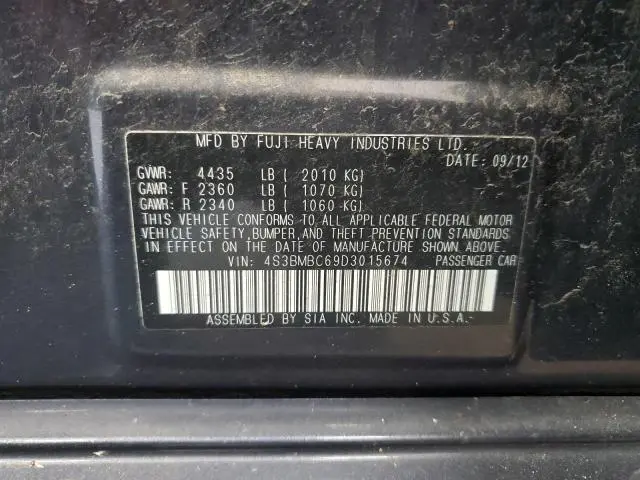 MFD BY FUJI HEAVY INDUSTRIES LTD.
DATE: 09/12
GVWR: 4435 LB ( 2010 KG)
GAWR: F 2360 LB ( 1070 KG)
GAWR: R 2340 LB ( 1060 KG)
THIS VEHICLE CONFORMS TO ALL APPLICABLE FEDERAL MOTOR
VEHICLE SAFETY, BUMPER, AND THEFT PREVENTION STANDARDS
IN EFFECT ON THE DATE OF MANUFACTURE SHOWN ABOVE.
VIN: 4S3BMBC69D3015674 PASSENGER CAR
ASSEMBLED BY SIA INC. MADE IN U.S.A.